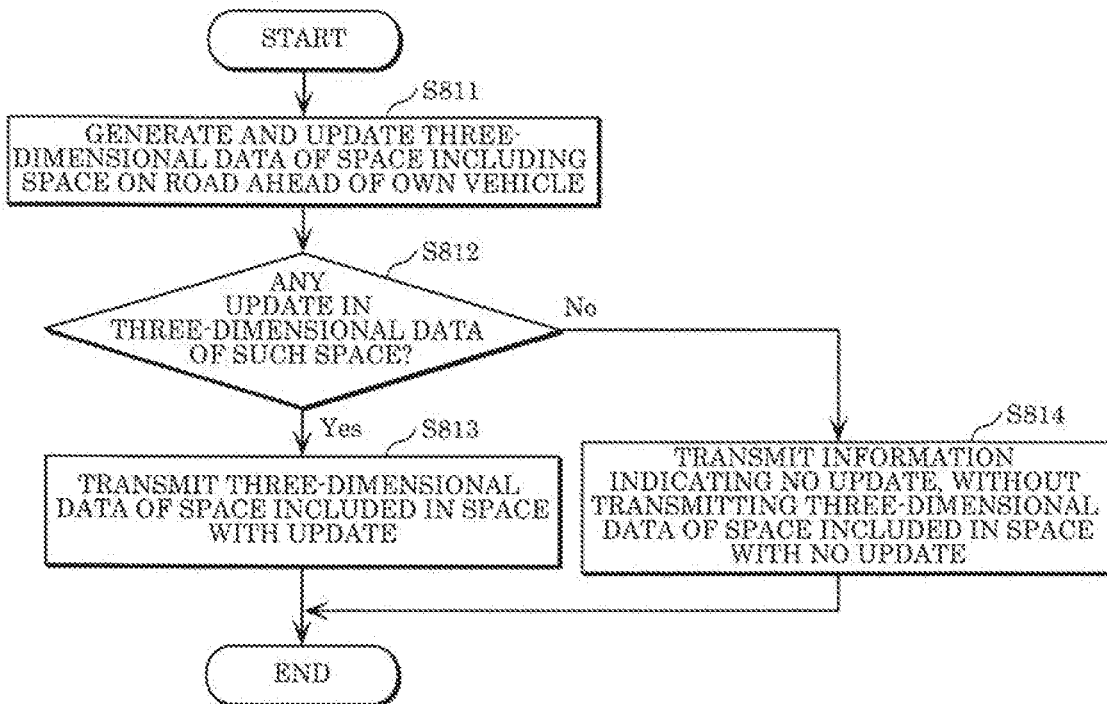 START
S811
GENERATE AND UPDATE THREE-
DIMENSIONAL DATA OF SPACE INCLUDING
SPACE ON ROAD AHEAD OF OWN VEHICLE
S812
ANY
UPDATE IN
THREE-DIMENSIONAL DATA
OF SUCH SPACE?
No
Yes
S813
TRANSMIT THREE-DIMENSIONAL
DATA OF SPACE INCLUDED IN SPACE
WITH UPDATE
S814
TRANSMIT INFORMATION
INDICATING NO UPDATE, WITHOUT
TRANSMITTING THREE-DIMENSIONAL
DATA OF SPACE INCLUDED IN SPACE
WITH NO UPDATE
END